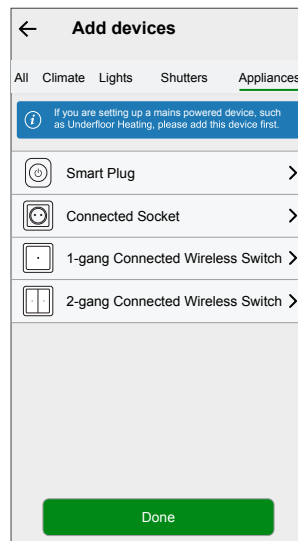 Add devices
All Climate Lights Shutters Appliances
If you are setting up a mains powered device, such
as Underfloor Heating, please add this device first.
Smart Plug
Connected Socket
1-gang Connected Wireless Switch
2-gang Connected Wireless Switch
Done